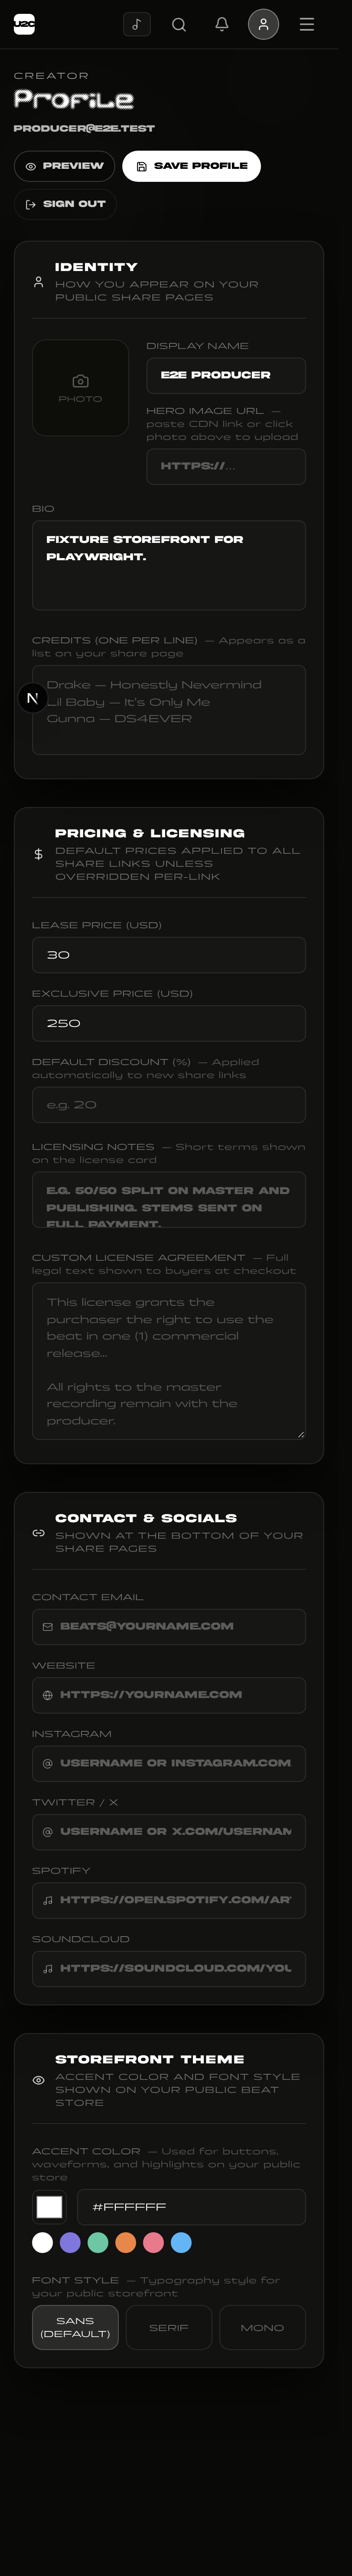 U2C
CREATOR
Profile
PRODUCER@E2E.TEST
PREVIEW
SAVE PROFILE
SIGN OUT
IDENTITY
HOW YOU APPEAR ON YOUR
PUBLIC SHARE PAGES
PHOTO
DISPLAY NAME
E2E PRODUCER
HERO IMAGE URL —
paste CDN link or click
photo above to upload
HTTPS://...
BIO
FIXTURE STOREFRONT FOR
PLAYWRIGHT.
CREDITS (ONE PER LINE) — Appears as a
list on your share page
Drake — Honestly Nevermind
Lil Baby — It's Only Me
Gunna — DS4EVER
N
PRICING & LICENSING
DEFAULT PRICES APPLIED TO ALL
SHARE LINKS UNLESS
OVERRIDDEN PER-LINK
LEASE PRICE (USD)
30
EXCLUSIVE PRICE (USD)
250
DEFAULT DISCOUNT (%) — Applied
automatically to new share links
e.g. 20
LICENSING NOTES — Short terms shown
on the license card
E.G. 50/50 SPLIT ON MASTER AND
PUBLISHING. STEMS SENT ON
FULL PAYMENT.
CUSTOM LICENSE AGREEMENT — Full
legal text shown to buyers at checkout
This license grants the
purchaser the right to use the
beat in one (1) commercial
release...
All rights to the master
recording remain with the
producer.
CONTACT & SOCIALS
SHOWN AT THE BOTTOM OF YOUR
SHARE PAGES
CONTACT EMAIL
BEATS@YOURNAME.COM
WEBSITE
HTTPS://YOURNAME.COM
INSTAGRAM
USERNAME OR INSTAGRAM.COM
TWITTER / X
USERNAME OR X.COM/USERNAM
SPOTIFY
HTTPS://OPEN.SPOTIFY.COM/AR
SOUNDCLOUD
HTTPS://SOUNDCLOUD.COM/YOU
STOREFRONT THEME
ACCENT COLOR AND FONT STYLE
SHOWN ON YOUR PUBLIC BEAT
STORE
ACCENT COLOR — Used for buttons,
waveforms, and highlights on your public
store
#FFFFFF
FONT STYLE — Typography style for
your public storefront
SANS
(DEFAULT)
SERIF
MONO